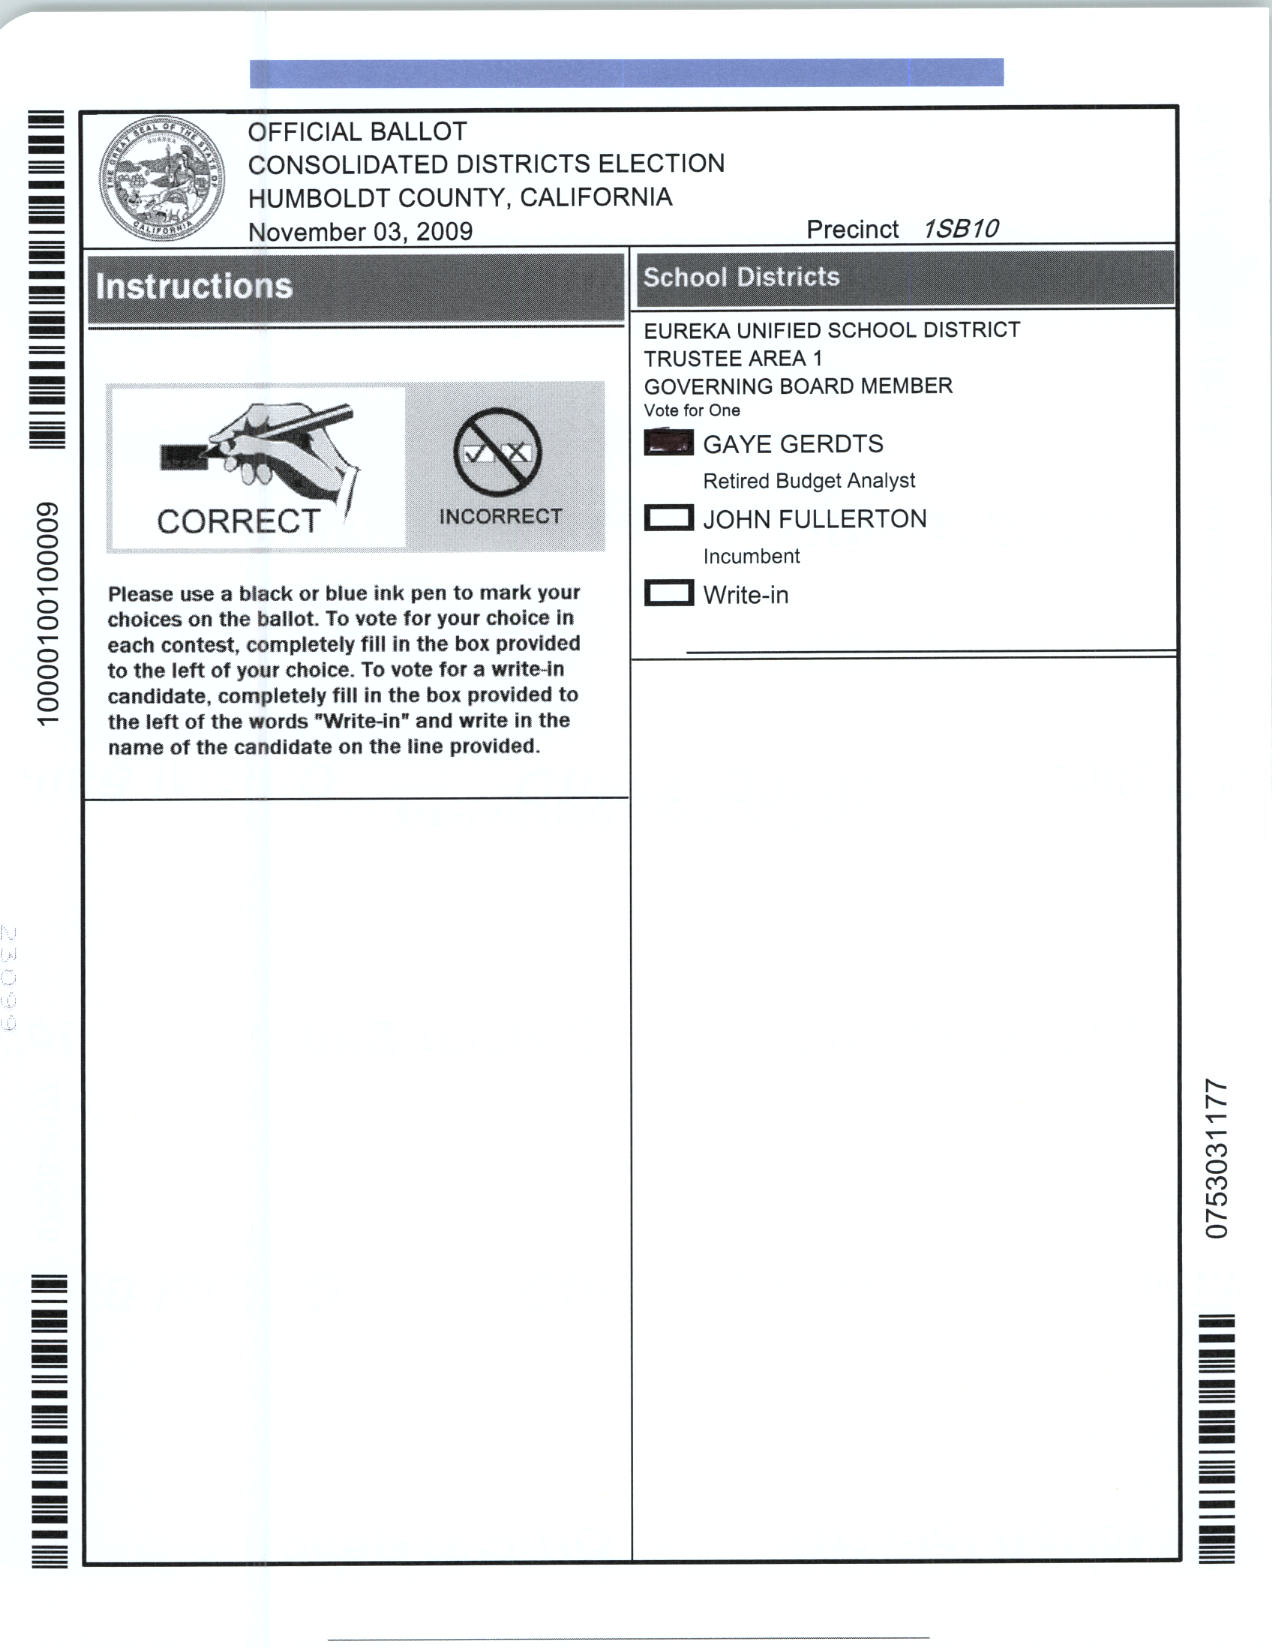 OFFICIAL BALLOT
CONSOLIDATED DISTRICTS ELECTION
HUMBOLDT COUNTY, CALIFORNIA
November 03, 2009
Precinct 1SB10
THE GREAT SEAL OF THE STATE OF CALIFORNIA
EUREKA
Instructions
CORRECT
INCORRECT
Please use a black or blue ink pen to mark your
choices on the ballot. To vote for your choice in
each contest, completely fill in the box provided
to the left of your choice. To vote for a write-in
candidate, completely fill in the box provided to
the left of the words "Write-in" and write in the
name of the candidate on the line provided.
School Districts
EUREKA UNIFIED SCHOOL DISTRICT
TRUSTEE AREA 1
GOVERNING BOARD MEMBER
Vote for One
GAYE GERDTS
Retired Budget Analyst
JOHN FULLERTON
Incumbent
Write-in
10000100100009
23099
0753031177